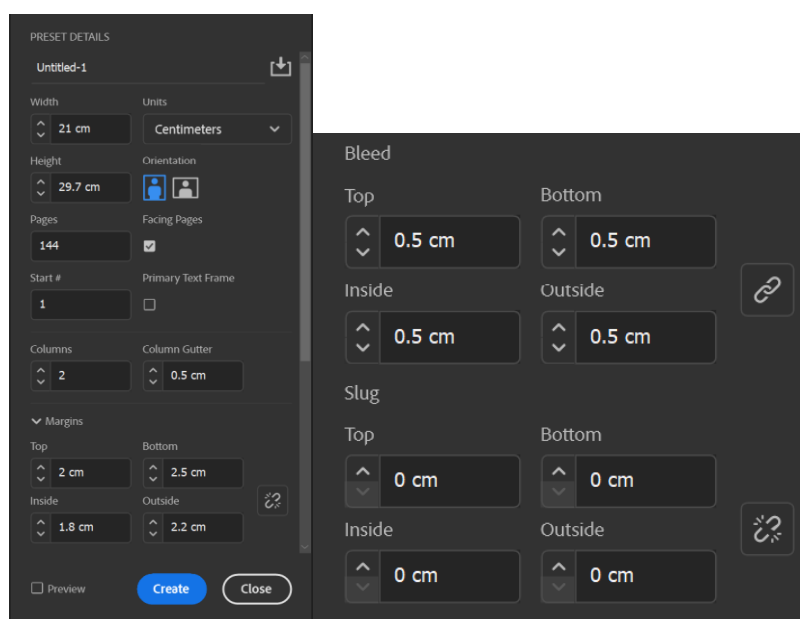 PRESET DETAILS
Untitled-1
Width Units
21 cm Centimeters
Height Orientation
29.7 cm
Pages Facing Pages
144
Start # Primary Text Frame
1
Columns Column Gutter
2 0.5 cm
Margins
Top Bottom
2 cm 2.5 cm
Inside Outside
1.8 cm 2.2 cm
Preview Create Close
Bleed
Top Bottom
0.5 cm 0.5 cm
Inside Outside
0.5 cm 0.5 cm
Slug
Top Bottom
0 cm 0 cm
Inside Outside
0 cm 0 cm